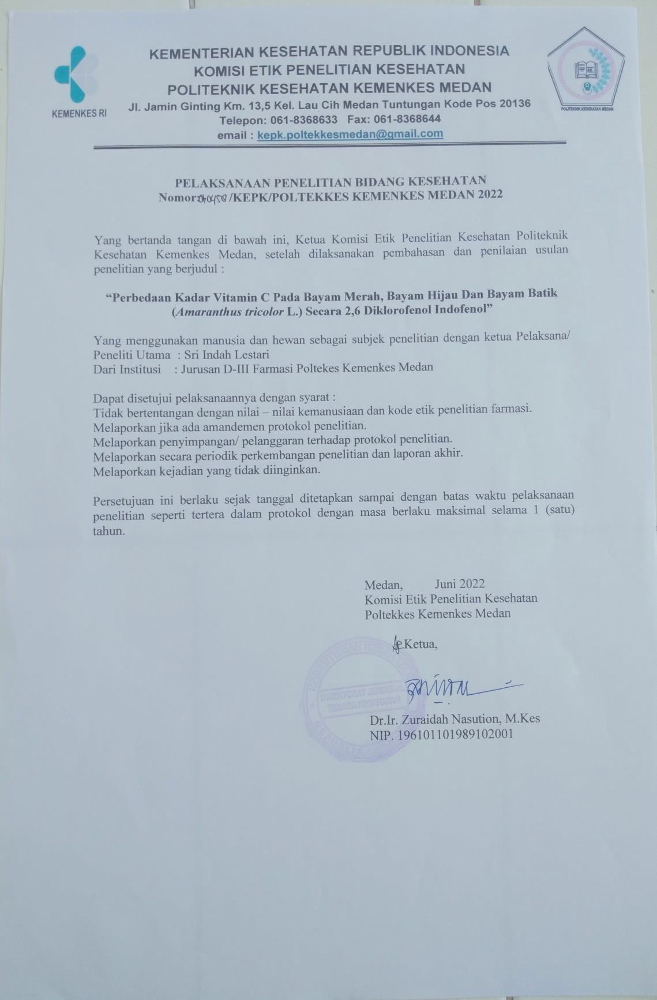 KEMENKES RI
KEMENTERIAN KESEHATAN REPUBLIK INDONESIA
KOMISI ETIK PENELITIAN KESEHATAN
POLITEKNIK KESEHATAN KEMENKES MEDAN
Jl. Jamin Ginting Km. 13,5 Kel. Lau Cih Medan Tuntungan Kode Pos 20136
Telepon: 061-8368633 Fax: 061-8368644
email : kepk.poltekkesmedan@gmail.com
POLITEKNIK KESEHATAN MEDAN
PELAKSANAAN PENELITIAN BIDANG KESEHATAN
Nomor /KEPK/POLTEKKES KEMENKES MEDAN 2022
Yang bertanda tangan di bawah ini, Ketua Komisi Etik Penelitian Kesehatan Politeknik
Kesehatan Kemenkes Medan, setelah dilaksanakan pembahasan dan penilaian usulan
penelitian yang berjudul :
“Perbedaan Kadar Vitamin C Pada Bayam Merah, Bayam Hijau Dan Bayam Batik
(Amaranthus tricolor L.) Secara 2,6 Diklorofenol Indofenol”
Yang menggunakan manusia dan hewan sebagai subjek penelitian dengan ketua Pelaksana/
Peneliti Utama : Sri Indah Lestari
Dari Institusi : Jurusan D-III Farmasi Poltekes Kemenkes Medan
Dapat disetujui pelaksanaannya dengan syarat :
Tidak bertentangan dengan nilai – nilai kemanusiaan dan kode etik penelitian farmasi.
Melaporkan jika ada amandemen protokol penelitian.
Melaporkan penyimpangan/ pelanggaran terhadap protokol penelitian.
Melaporkan secara periodik perkembangan penelitian dan laporan akhir.
Melaporkan kejadian yang tidak diinginkan.
Persetujuan ini berlaku sejak tanggal ditetapkan sampai dengan batas waktu pelaksanaan
penelitian seperti tertera dalam protokol dengan masa berlaku maksimal selama 1 (satu)
tahun.
Medan, Juni 2022
Komisi Etik Penelitian Kesehatan
Poltekkes Kemenkes Medan
Ketua,
DIREKTORAT JENDERAL
TENAGA KESEHATAN
Dr.Ir. Zuraidah Nasution, M.Kes
NIP. 196101101989102001